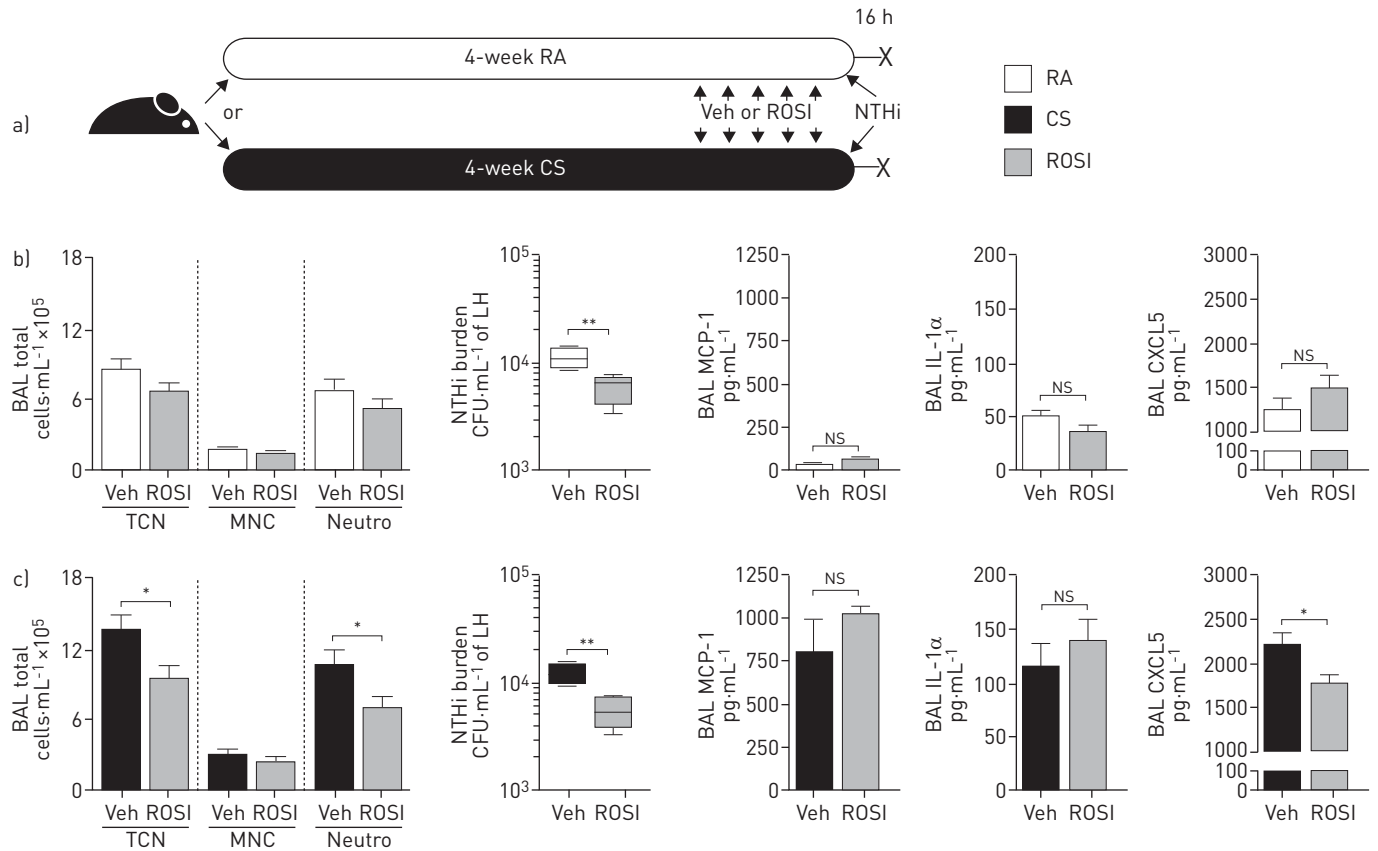 16 h
4-week RA
a)
or
Veh or ROSI
NTHi
4-week CS
RA
CS
ROSI
b)
BAL total
cells·mL⁻¹ ×10⁵
18
12
6
0
Veh ROSI Veh ROSI Veh ROSI
TCN MNC Neutro
NTHi burden
CFU·mL⁻¹ of LH
10⁵
10⁴
10³
**
Veh ROSI
BAL MCP-1
pg·mL⁻¹
1250
1000
750
500
250
0
NS
Veh ROSI
BAL IL-1α
pg·mL⁻¹
200
150
100
50
0
NS
Veh ROSI
BAL CXCL5
pg·mL⁻¹
3000
2500
2000
1500
1000
100
0
NS
Veh ROSI
c)
BAL total
cells·mL⁻¹ ×10⁵
18
12
6
0
*
*
Veh ROSI Veh ROSI Veh ROSI
TCN MNC Neutro
NTHi burden
CFU·mL⁻¹ of LH
10⁵
10⁴
10³
**
Veh ROSI
BAL MCP-1
pg·mL⁻¹
1250
1000
750
500
250
0
NS
Veh ROSI
BAL IL-1α
pg·mL⁻¹
200
150
100
50
0
NS
Veh ROSI
BAL CXCL5
pg·mL⁻¹
3000
2500
2000
1500
1000
100
0
*
Veh ROSI